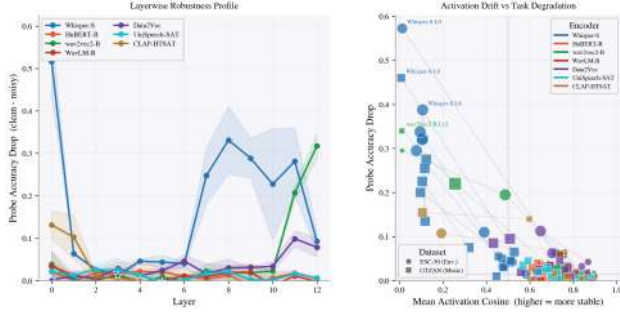 Layerwise Robustness Profile
Whisper-S
HuBERT-B
wav2vec2-B
WavLM-B
Data2Vec
UniSpeech-SAT
CLAP-HTSAT
Probe Accuracy Drop (clean - noisy)
0.5
0.4
0.3
0.2
0.1
0.0
0
2
4
6
8
10
12
Layer
Activation Drift vs Task Degradation
Whisper-S L0
Whisper-S L0
Whisper-S L6
Encoder
Whisper-S
HuBERT-B
wav2vec2-B
WavLM-B
Data2Vec
UniSpeech-SAT
CLAP-HTSAT
Dataset
ESC-50 (Env.)
GTZAN (Music)
Probe Accuracy Drop
0.6
0.5
0.4
0.3
0.2
0.1
0.0
0.0
0.2
0.4
0.6
0.8
1.0
Mean Activation Cosine (higher = more stable)